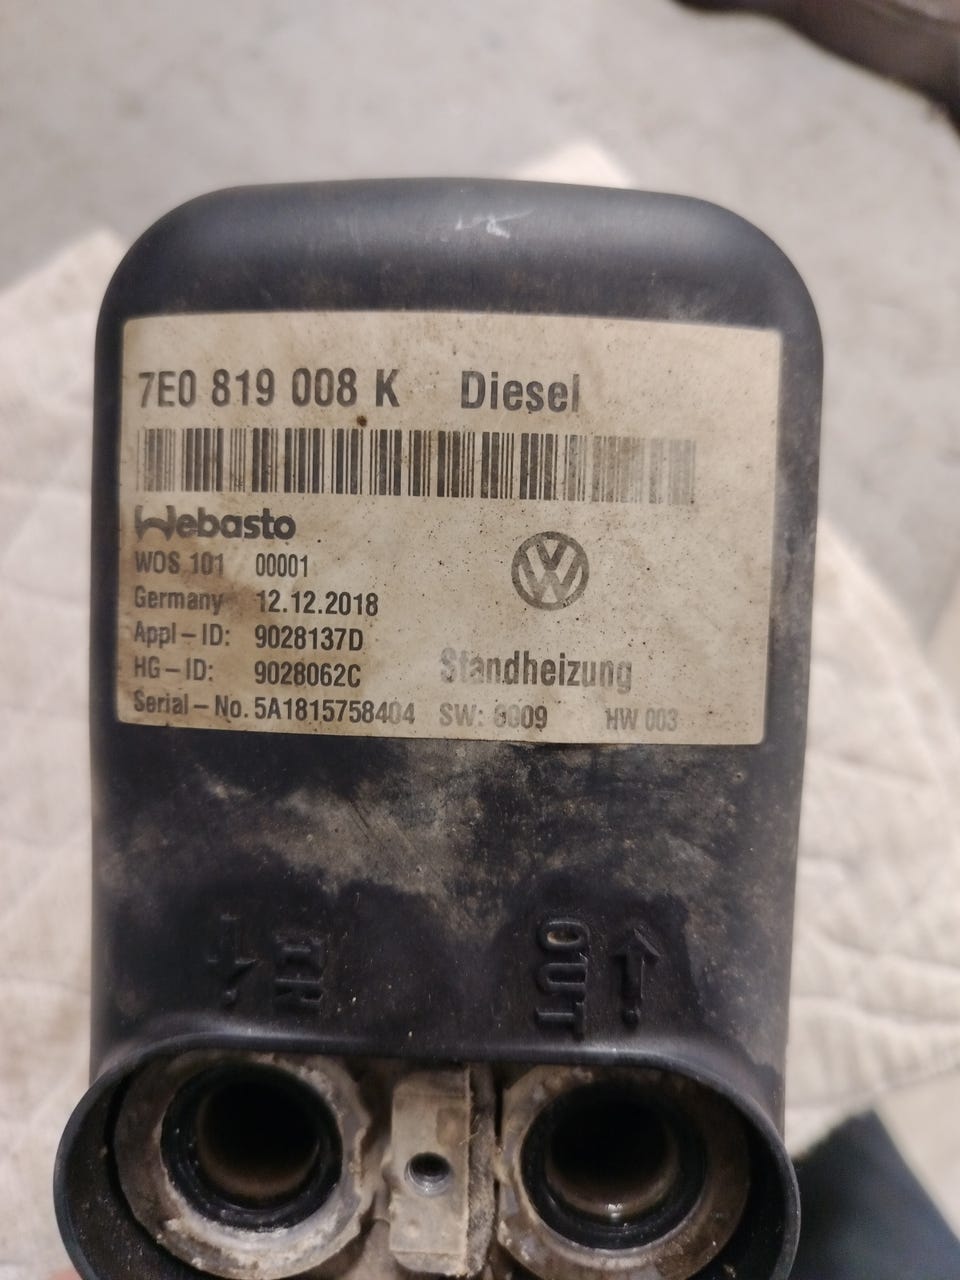 7E0 819 008 K Diesel
Webasto
WOS 101 00001
Germany 12.12.2018
Appl-ID: 9028137D
HG-ID: 9028062C
Standheizung
Serial-No. 5A1815758404 SW: HW 003
IN
OUT